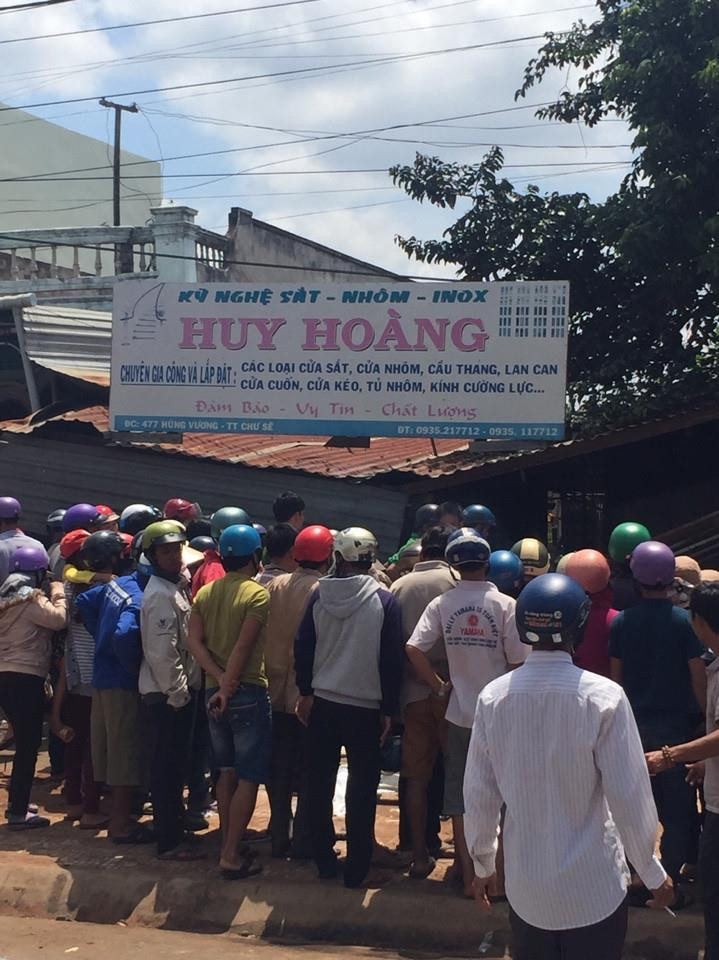 KỸ NGHỆ SẮT - NHÔM - INOX
HUY HOÀNG
CHUYÊN GIA CÔNG VÀ LẮP ĐẶT :
CÁC LOẠI CỬA SẮT, CỬA NHÔM, CẦU THANG, LAN CAN
CỬA CUỐN, CỬA KÉO, TỦ NHÔM, KÍNH CƯỜNG LỰC...
Đảm Bảo - Uy Tín - Chất Lượng
ĐC: 477 HÙNG VƯƠNG - TT CHƯ SÊ
ĐT: 0935.217712 - 0935. 117712
YAMAHA
YAMAHA